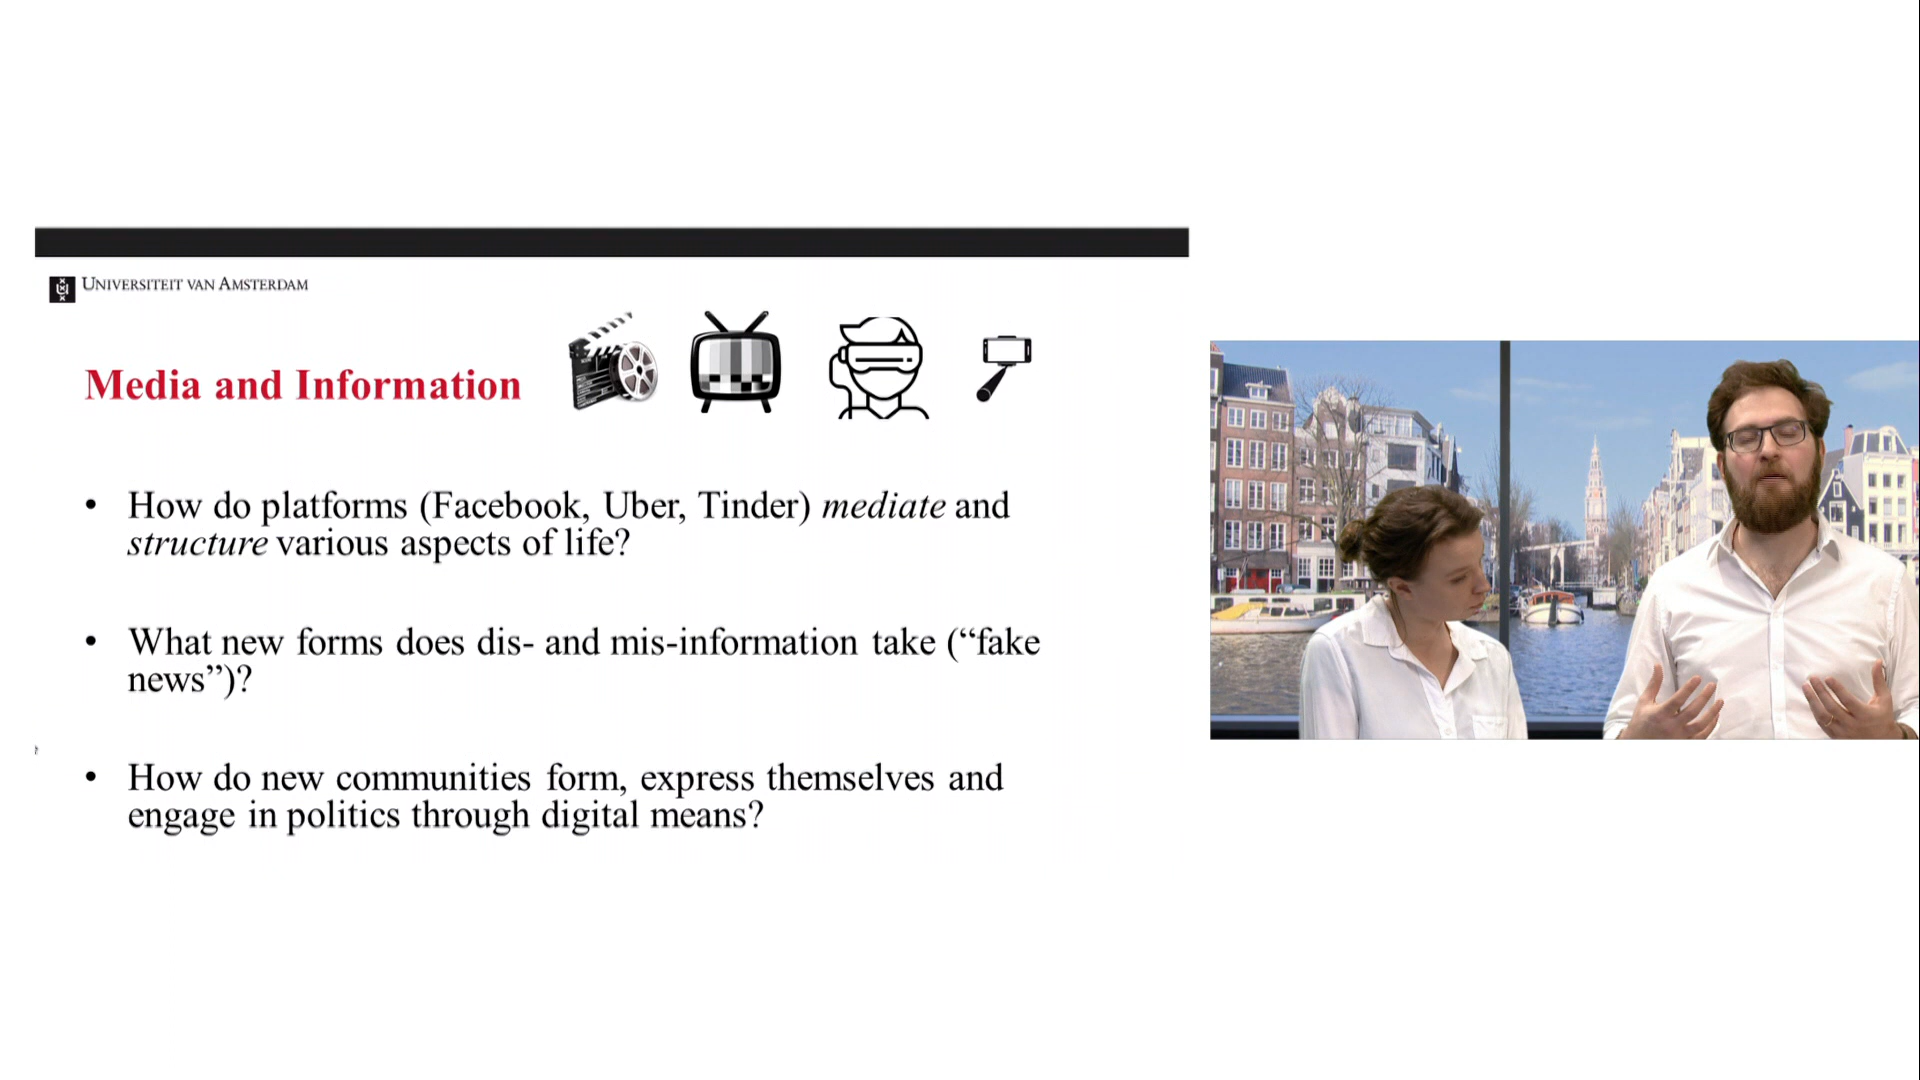 UNIVERSITEIT VAN AMSTERDAM
Media and Information
• How do platforms (Facebook, Uber, Tinder) mediate and
structure various aspects of life?
• What new forms does dis- and mis-information take (“fake
news”)?
• How do new communities form, express themselves and
engage in politics through digital means?